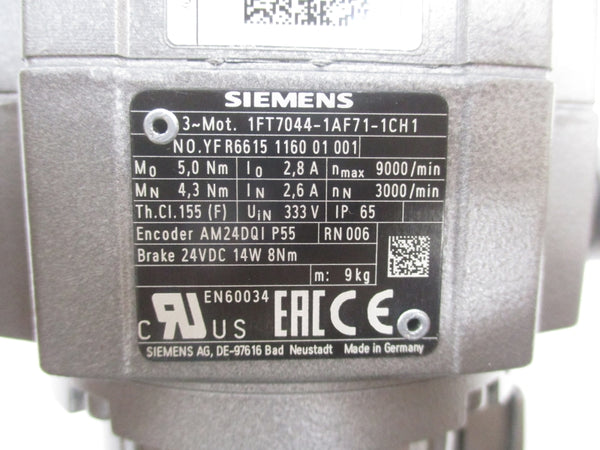 SIEMENS
3~Mot. 1FT7044-1AF71-1CH1
NO.YFR6615 1160 01 001
M0 5,0 Nm I0 2,8 A nmax 9000/min
MN 4,3 Nm IN 2,6 A nN 3000/min
Th.Cl.155 (F) UiN 333 V IP 65
Encoder AM24DQI P55 RN006
Brake 24VDC 14W 8Nm
m: 9kg
EN60034
C RU US EAC CE
SIEMENS AG, DE-97616 Bad Neustadt Made in Germany